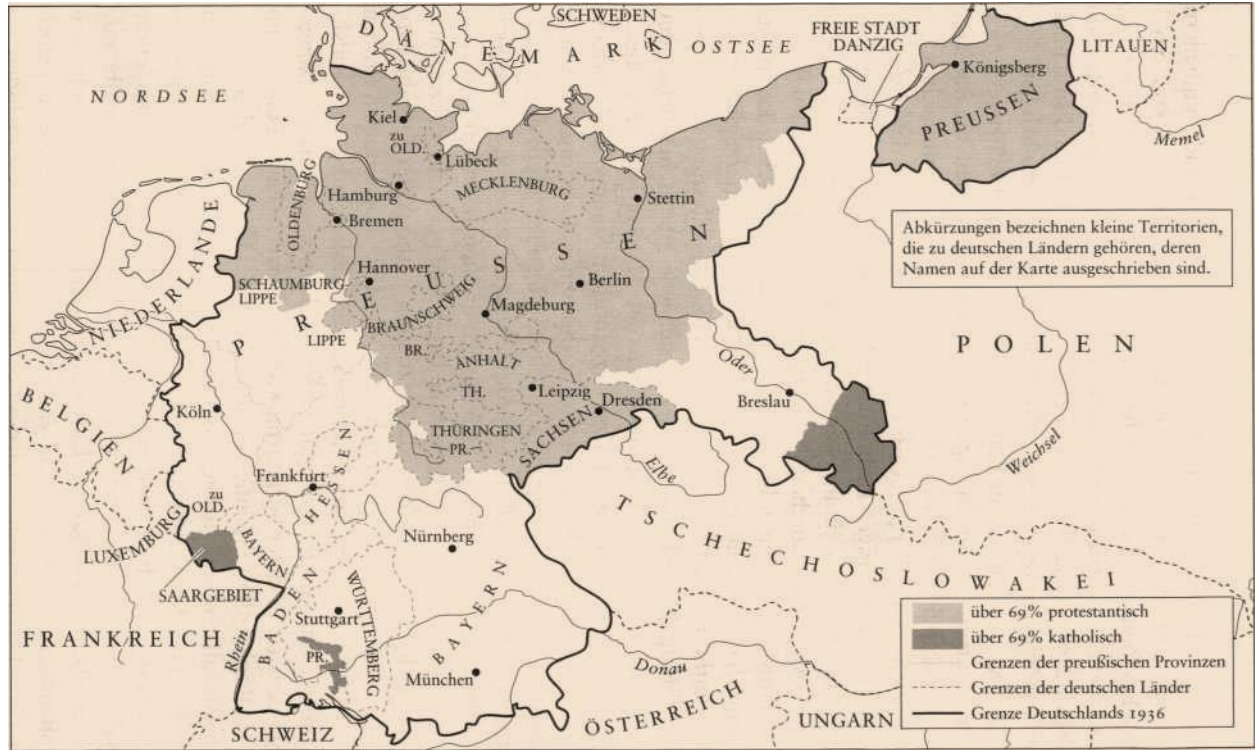 SCHWEDEN
DÄNEMARK
OSTSEE
FREIE STADT
DANZIG
LITAUEN
Königsberg
PREUSSEN
Memel
NORDSEE
Kiel
zu
OLD.
Lübeck
MECKLENBURG
Hamburg
Stettin
OLDENBURG
Bremen
NIEDERLANDE
Abkürzungen bezeichnen kleine Territorien,
die zu deutschen Ländern gehören, deren
Namen auf der Karte ausgeschrieben sind.
PREUSSEN
Hannover
SCHAUMBURG-
LIPPE
Berlin
BRAUNSCHWEIG
Magdeburg
LIPPE
BR.
ANHALT
Oder
POLEN
TH.
Leipzig
Breslau
BELGIEN
Köln
Dresden
THÜRINGEN
PR.
SACHSEN
Weichsel
Elbe
Frankfurt
HESSEN
zu
OLD.
LUXEMBURG
BAYERN
Nürnberg
TSCHECHOSLOWAKEI
SAARGEBIET
FRANKREICH
Rhein
BADEN
Stuttgart
WÜRTTEMBERG
BAYERN
PR.
München
Donau
ÖSTERREICH
UNGARN
SCHWEIZ
über 69% protestantisch
über 69% katholisch
Grenzen der preußischen Provinzen
Grenzen der deutschen Länder
Grenze Deutschlands 1936